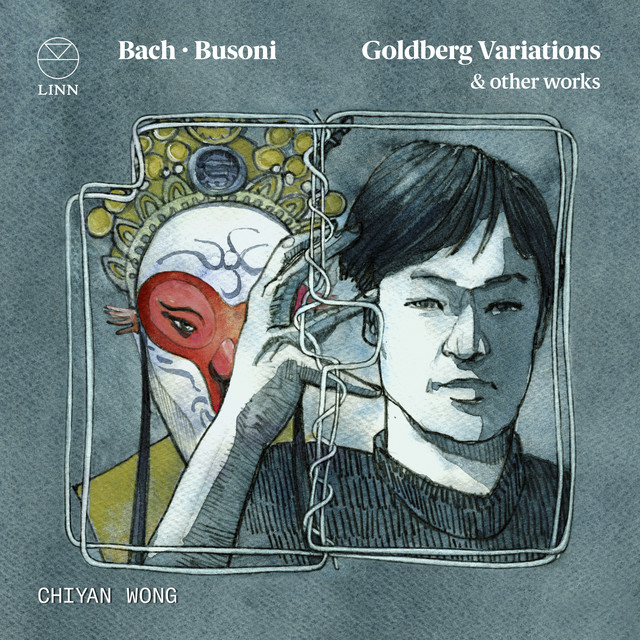 Bach · Busoni
Goldberg Variations
& other works
LINN
CHIYAN WONG